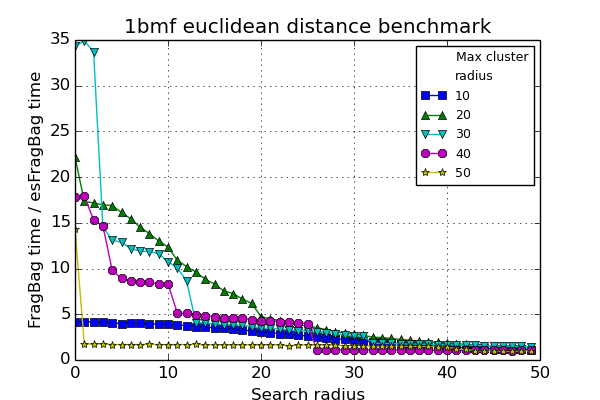 1bmf euclidean distance benchmark
FragBag time / esFragBag time
35
30
25
20
15
10
5
0
Max cluster
radius
10
20
30
40
50
0 10 20 30 40 50
Search radius